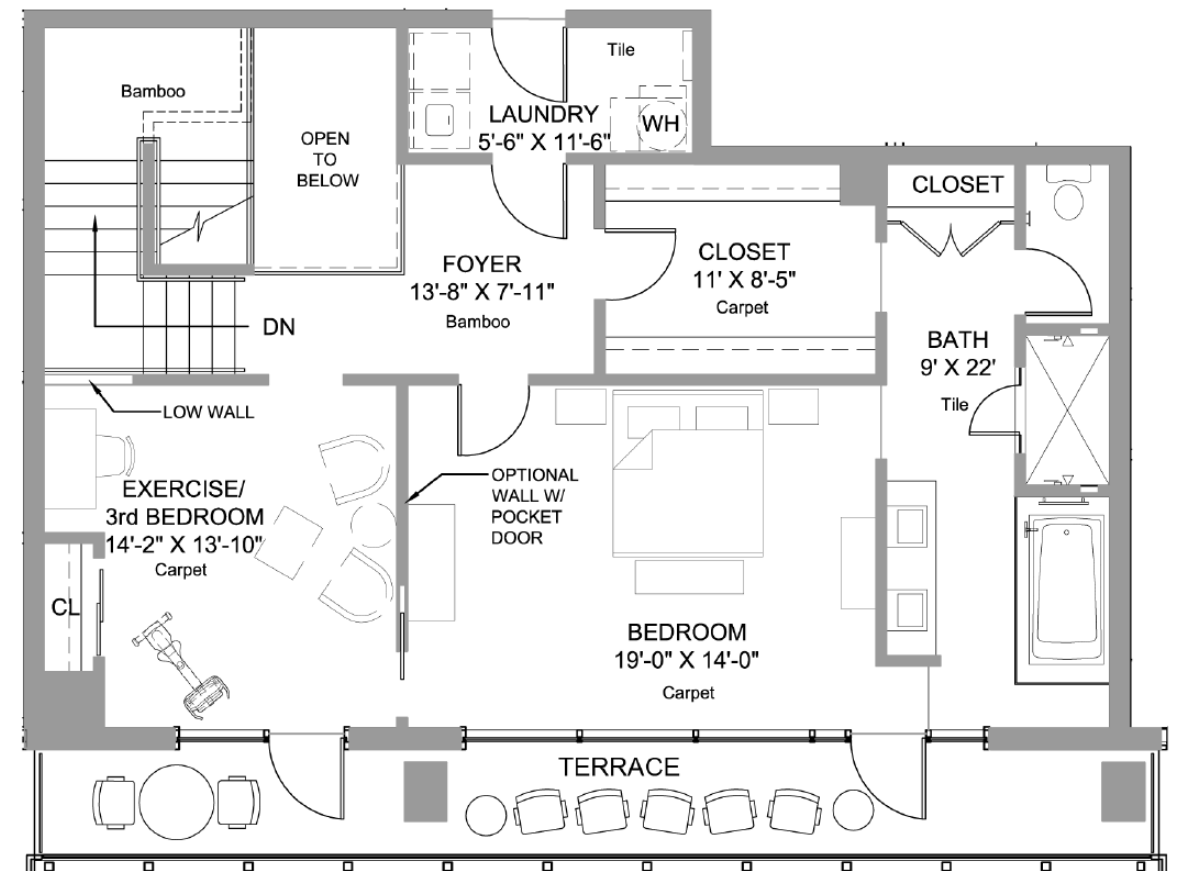 Tile
Bamboo
LAUNDRY
5'-6" X 11'-6"
WH
OPEN
TO
BELOW
CLOSET
CLOSET
11' X 8'-5"
Carpet
FOYER
13'-8" X 7'-11"
Bamboo
DN
BATH
9' X 22'
Tile
LOW WALL
OPTIONAL
WALL W/
POCKET
DOOR
EXERCISE/
3rd BEDROOM
14'-2" X 13'-10"
Carpet
CL
BEDROOM
19'-0" X 14'-0"
Carpet
TERRACE